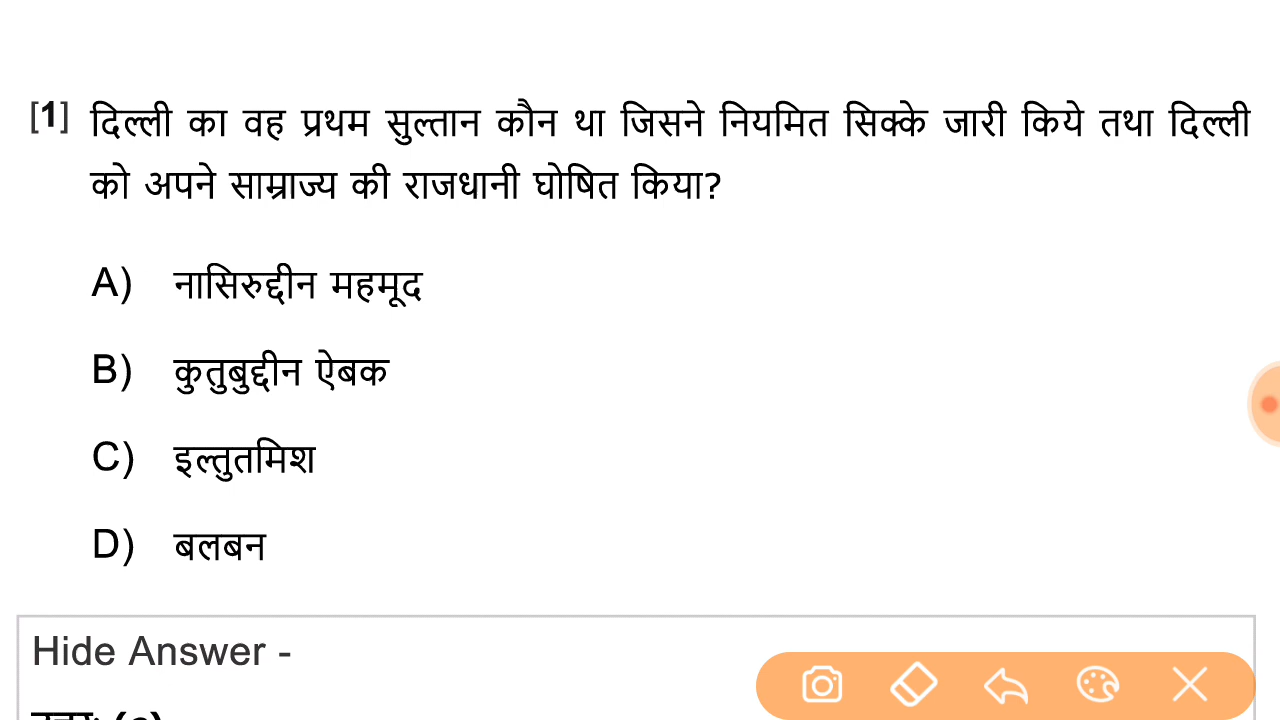 [1] दिल्ली का वह प्रथम सुल्तान कौन था जिसने नियमित सिक्के जारी किये तथा दिल्ली
को अपने साम्राज्य की राजधानी घोषित किया?
A) नासिरुद्दीन महमूद
B) कुतुबुद्दीन ऐबक
C) इल्तुतमिश
D) बलबन
Hide Answer -